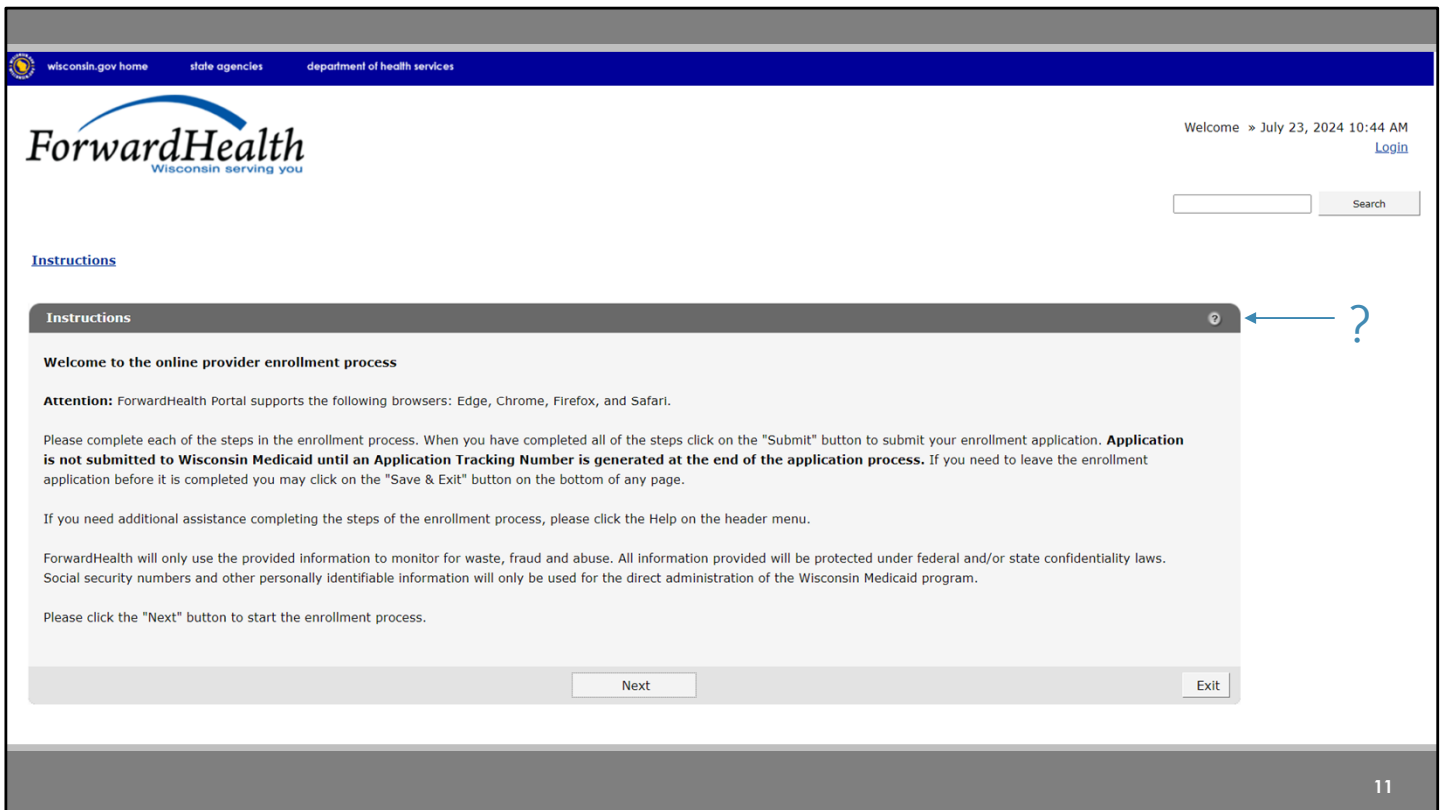 wisconsin.gov home state agencies department of health services
ForwardHealth
Wisconsin serving you
Welcome » July 23, 2024 10:44 AM
Login
Search
Instructions
Instructions ?
?
Welcome to the online provider enrollment process
Attention: ForwardHealth Portal supports the following browsers: Edge, Chrome, Firefox, and Safari.
Please complete each of the steps in the enrollment process. When you have completed all of the steps click on the "Submit" button to submit your enrollment application. Application
is not submitted to Wisconsin Medicaid until an Application Tracking Number is generated at the end of the application process. If you need to leave the enrollment
application before it is completed you may click on the "Save & Exit" button on the bottom of any page.
If you need additional assistance completing the steps of the enrollment process, please click the Help on the header menu.
ForwardHealth will only use the provided information to monitor for waste, fraud and abuse. All information provided will be protected under federal and/or state confidentiality laws.
Social security numbers and other personally identifiable information will only be used for the direct administration of the Wisconsin Medicaid program.
Please click the "Next" button to start the enrollment process.
Next Exit
11